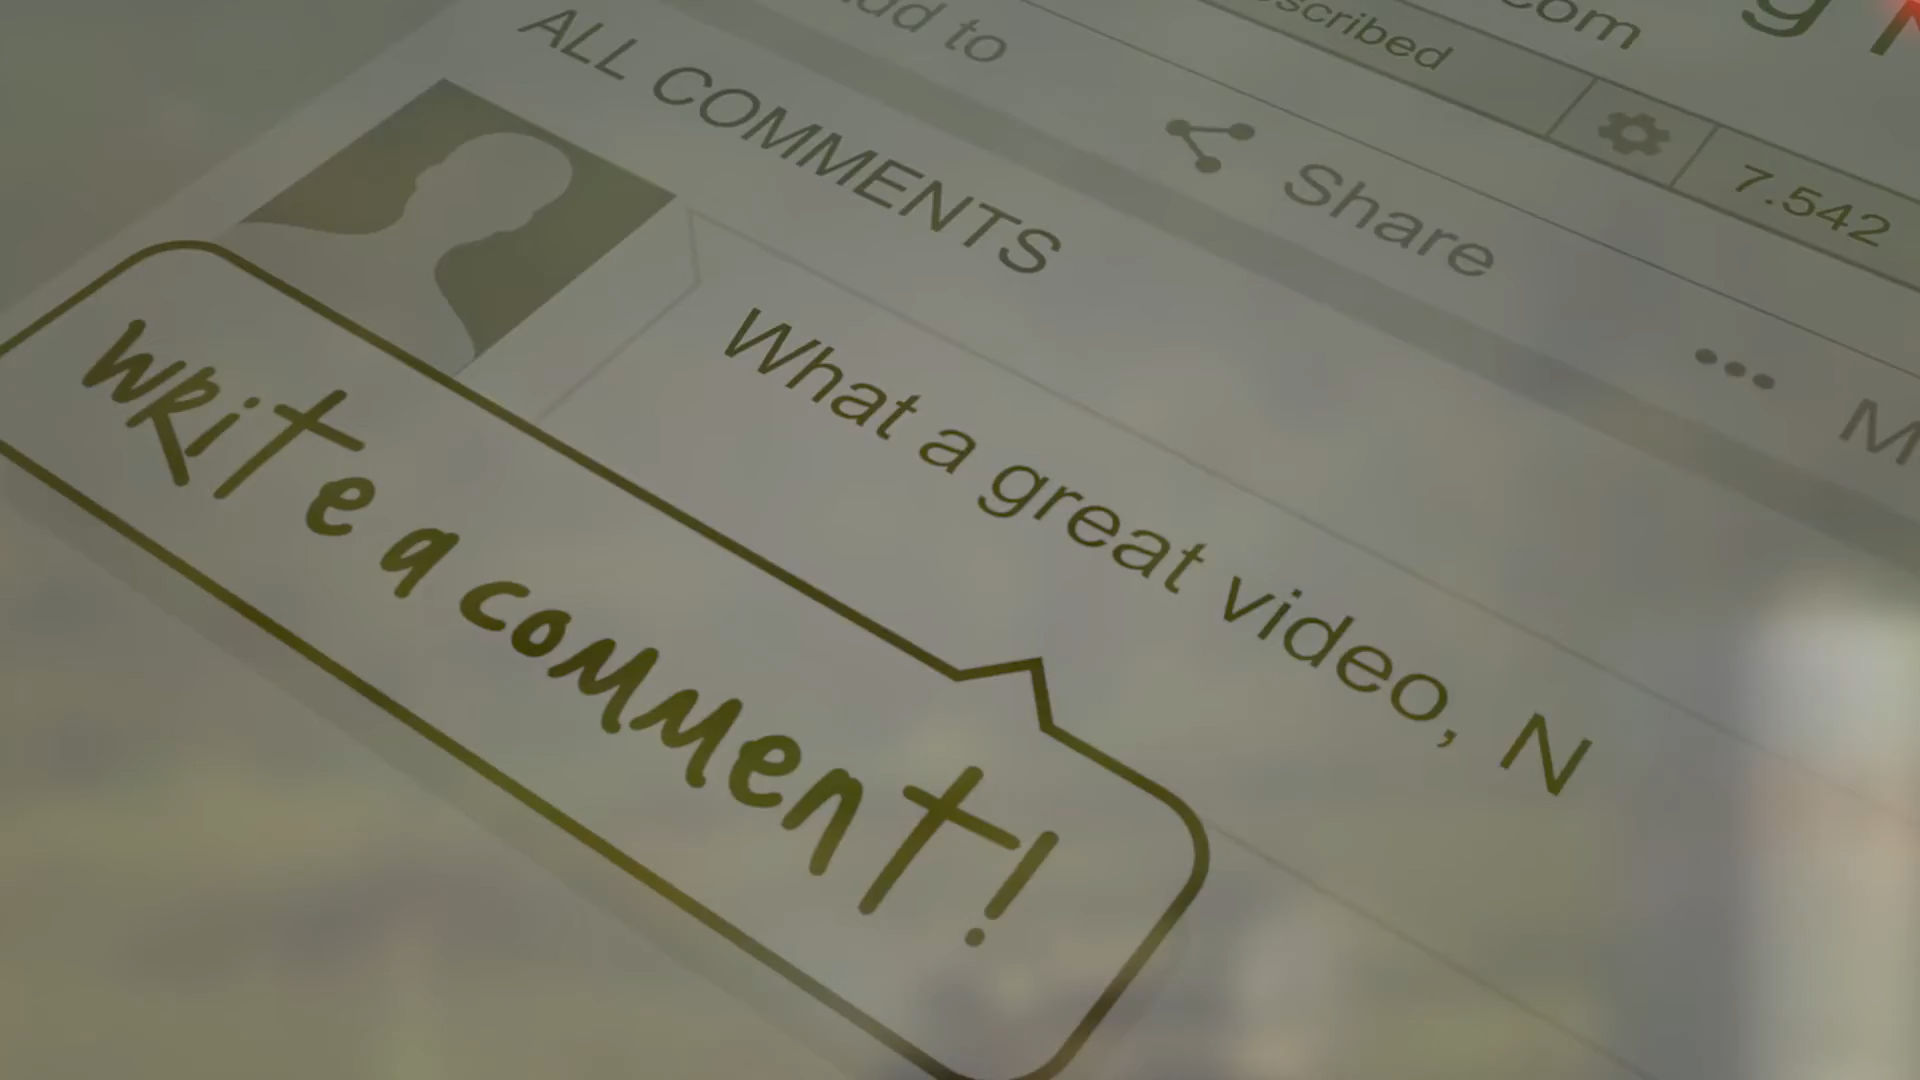 com
scribed
7.542
add to
Share
••• M
ALL COMMENTS
What a great video, N
WRite a comment!